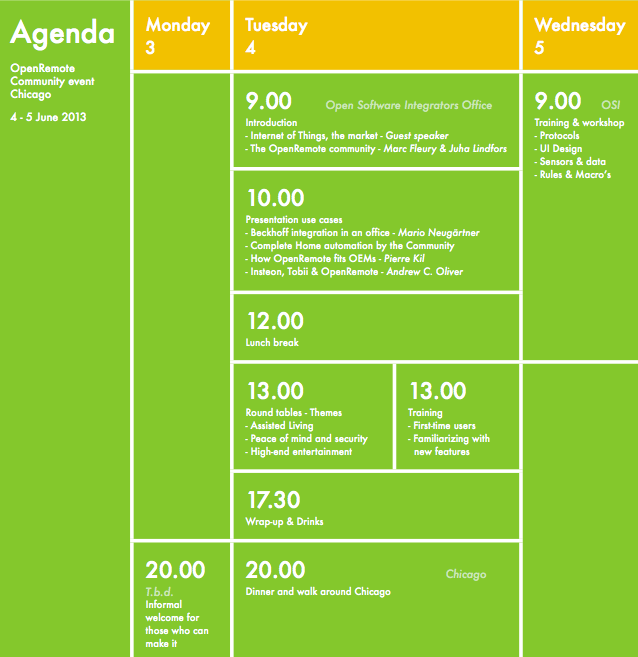 Agenda
OpenRemote
Community event
Chicago
4 - 5 June 2013
Monday
3
Tuesday
4
Wednesday
5
9.00 Open Software Integrators Office
Introduction
- Internet of Things, the market - Guest speaker
- The OpenRemote community - Marc Fleury & Juha Lindfors
9.00 OSI
Training & workshop
- Protocols
- UI Design
- Sensors & data
- Rules & Macro's
10.00
Presentation use cases
- Beckhoff integration in an office - Mario Neugärtner
- Complete Home automation by the Community
- How OpenRemote fits OEMs - Pierre Kil
- Insteon, Tobii & OpenRemote - Andrew C. Oliver
12.00
Lunch break
13.00
Round tables - Themes
- Assisted Living
- Peace of mind and security
- High-end entertainment
13.00
Training
- First-time users
- Familiarizing with
new features
17.30
Wrap-up & Drinks
20.00
T.b.d.
Informal
welcome for
those who can
make it
20.00 Chicago
Dinner and walk around Chicago